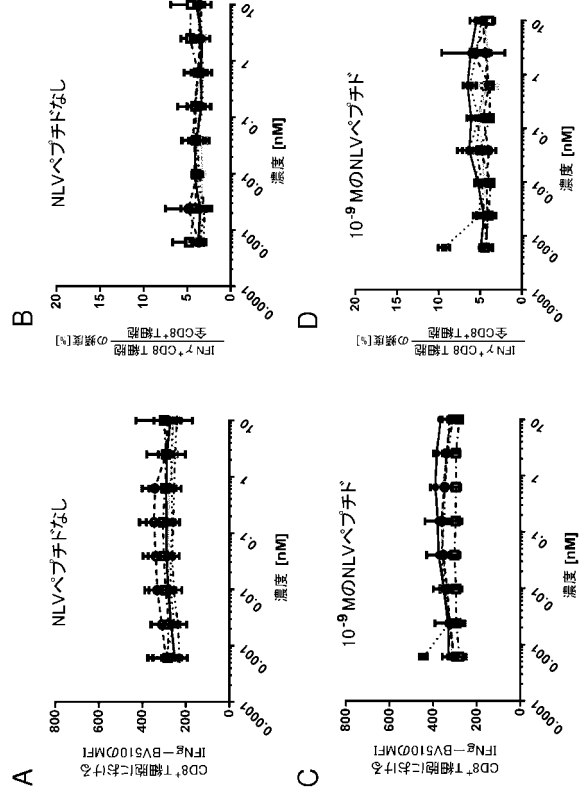 A
CD8+T細胞における
IFNg－BV510のMFI
NLVペプチドなし
800
600
400
200
0
0.0001
0.001
0.01
0.1
1
10
濃度 [nM]
B
IFNγ+CD8 T細胞
全CD8+T細胞
の頻度[%]
NLVペプチドなし
20
15
10
5
0
0.0001
0.001
0.01
0.1
1
10
濃度 [nM]
C
CD8+T細胞における
IFNg－BV510のMFI
10-9 MのNLVペプチド
800
600
400
200
0
0.0001
0.001
0.01
0.1
1
10
濃度 [nM]
D
IFNγ+CD8 T細胞
全CD8+T細胞
の頻度[%]
10-9 MのNLVペプチド
20
15
10
5
0
0.0001
0.001
0.01
0.1
1
10
濃度 [nM]